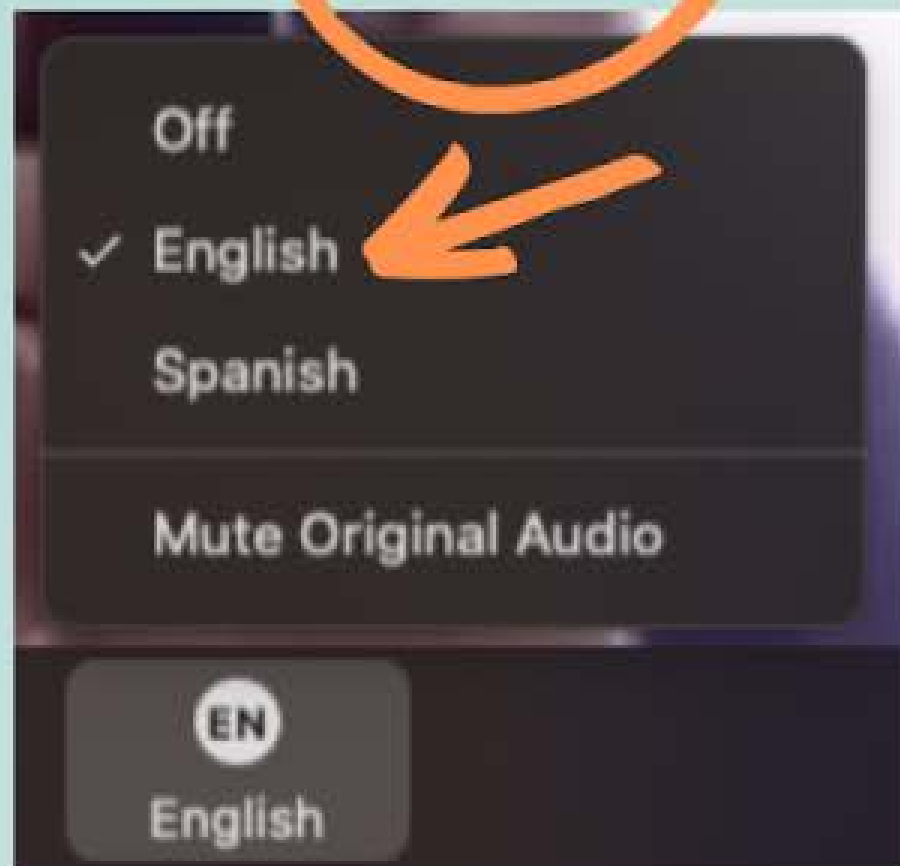 Off
✓ English
Spanish
Mute Original Audio
EN
English